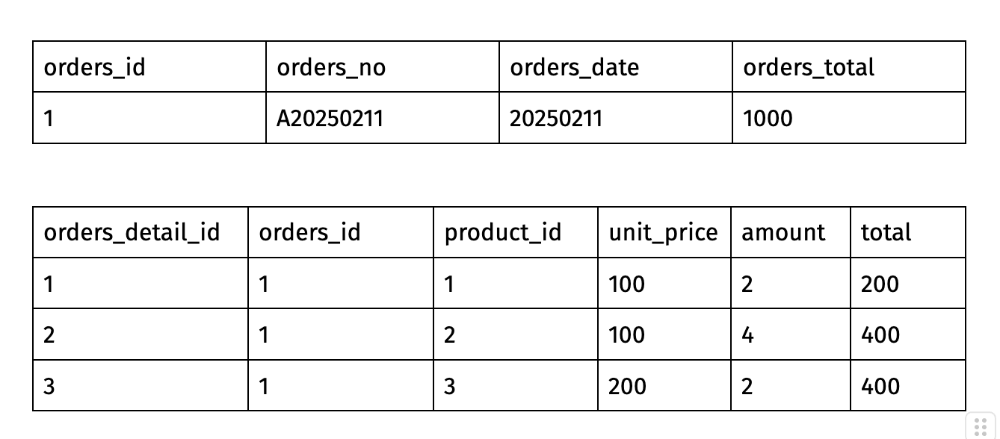 orders_id orders_no orders_date orders_total
1 A20250211 20250211 1000
orders_detail_id orders_id product_id unit_price amount total
1 1 1 100 2 200
2 1 2 100 4 400
3 1 3 200 2 400